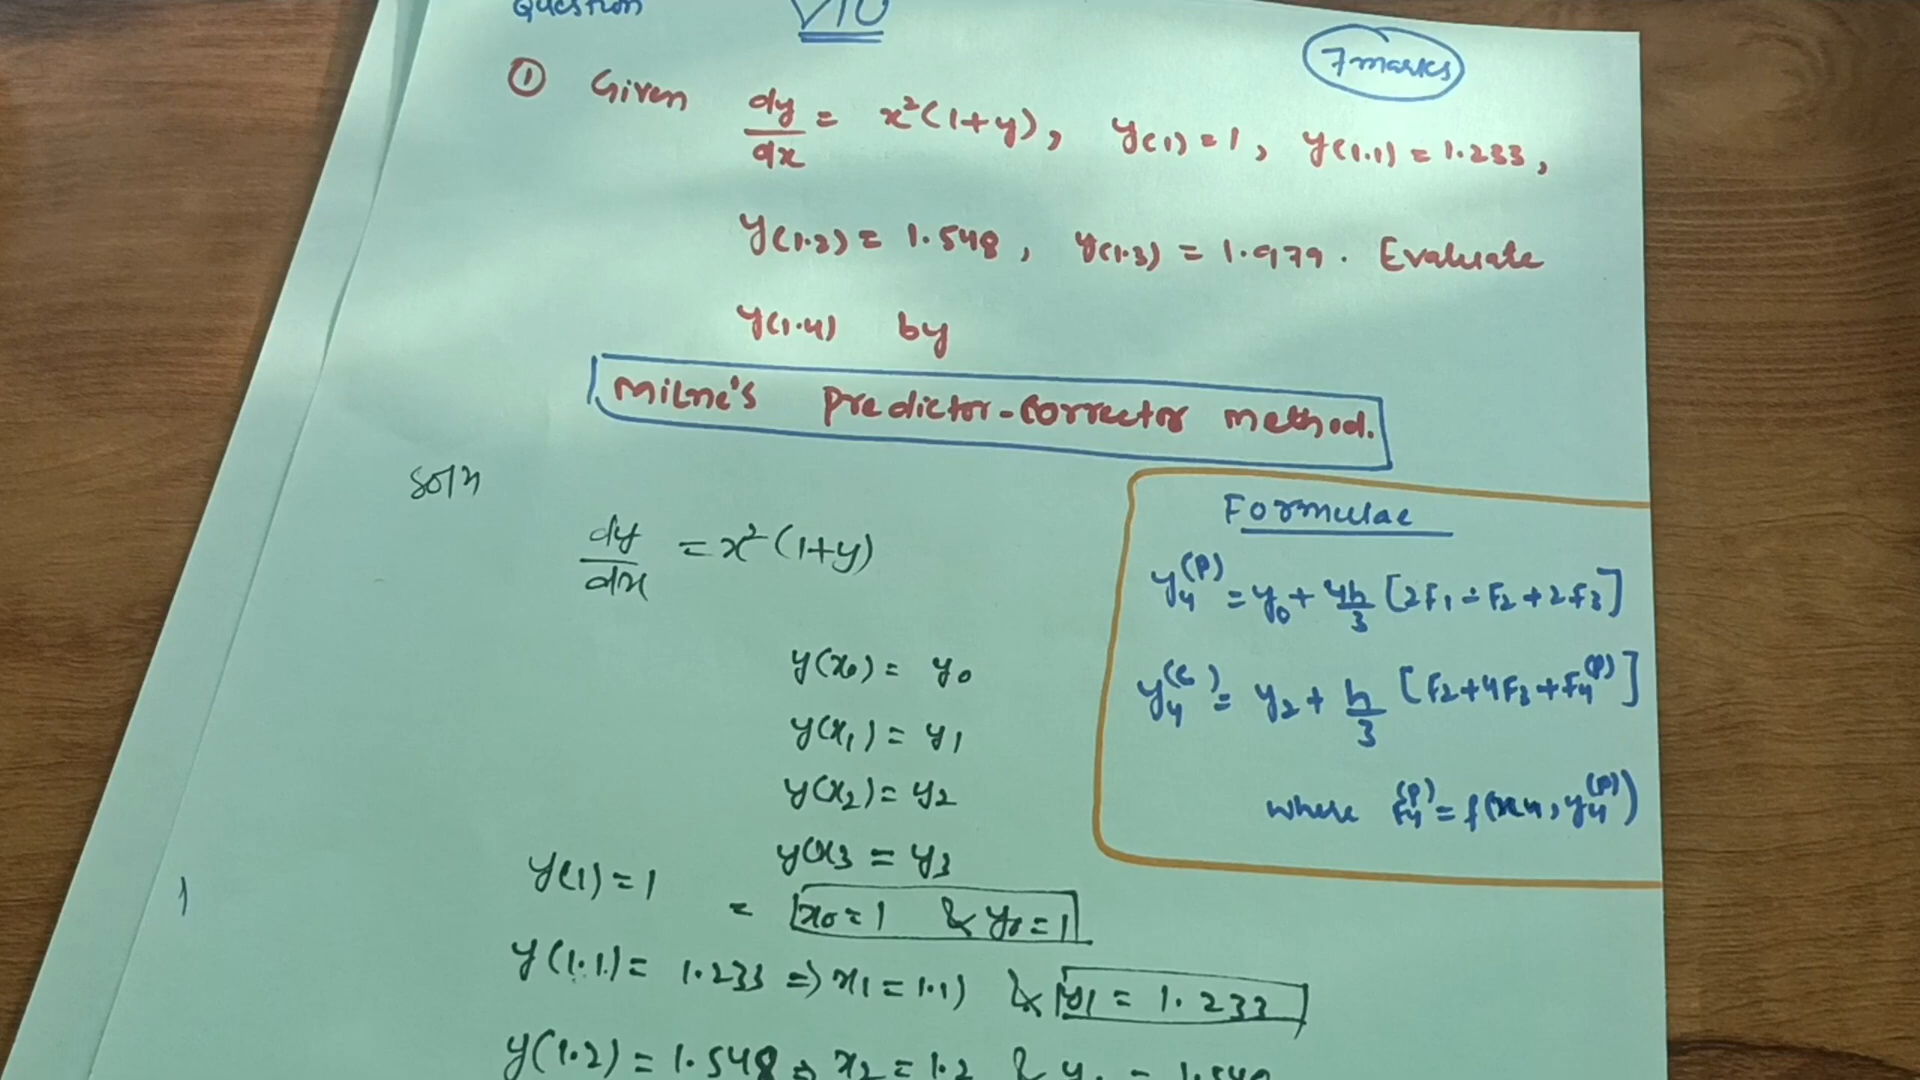 Question V10
7 marks
① Given dy/dx = x²(1+y), y(1) = 1, y(1.1) = 1.233,
y(1.2) = 1.548, y(1.3) = 1.979. Evaluate
y(1.4) by
Milne's Predictor-Corrector method.
Soln
dy/dx = x²(1+y)
Formulae
y₄⁽ᵖ⁾ = y₀ + 4h/3 [2F₁ - F₂ + 2F₃]
y₄⁽ᶜ⁾ = y₂ + h/3 [F₂ + 4F₃ + F₄⁽ᵖ⁾]
where F₄⁽ᵖ⁾ = f(x₄, y₄⁽ᵖ⁾)
y(x₀) = y₀
y(x₁) = y₁
y(x₂) = y₂
y(x₃ = y₃
y(1) = 1 = x₀ = 1 & y₀ = 1
1
y(1.1) = 1.233 ⇒ x₁ = 1.1) & y₁ = 1.233
y(1.2) = 1.548 ⇒ x₂ = 1.2 &